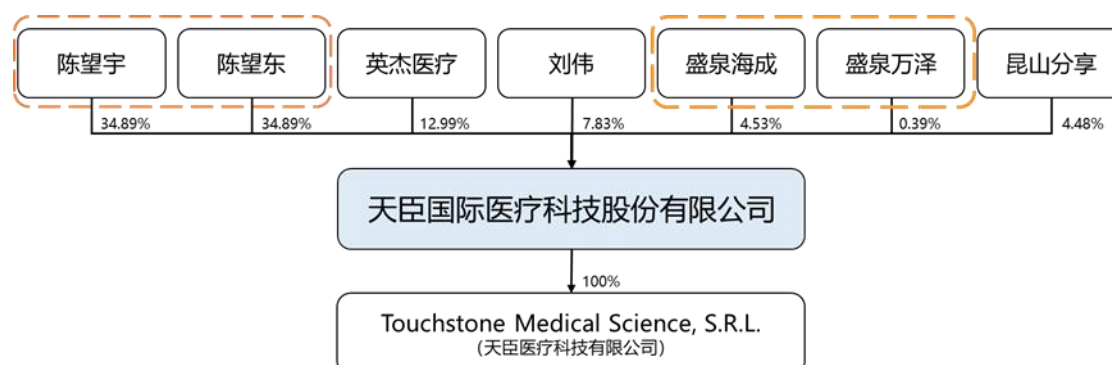 陈望宇 陈望东 英杰医疗 刘伟 盛泉海成 盛泉万泽 昆山分享
34.89% 34.89% 12.99% 7.83% 4.53% 0.39% 4.48%
天臣国际医疗科技股份有限公司
100%
Touchstone Medical Science, S.R.L.
(天臣医疗科技有限公司)